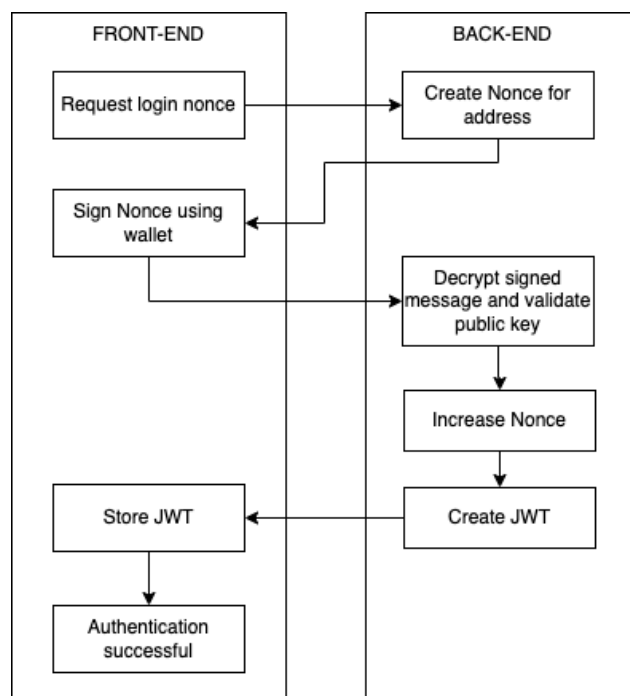 FRONT-END
BACK-END
Request login nonce
Create Nonce for
address
Sign Nonce using
wallet
Decrypt signed
message and validate
public key
Increase Nonce
Create JWT
Store JWT
Authentication
successful